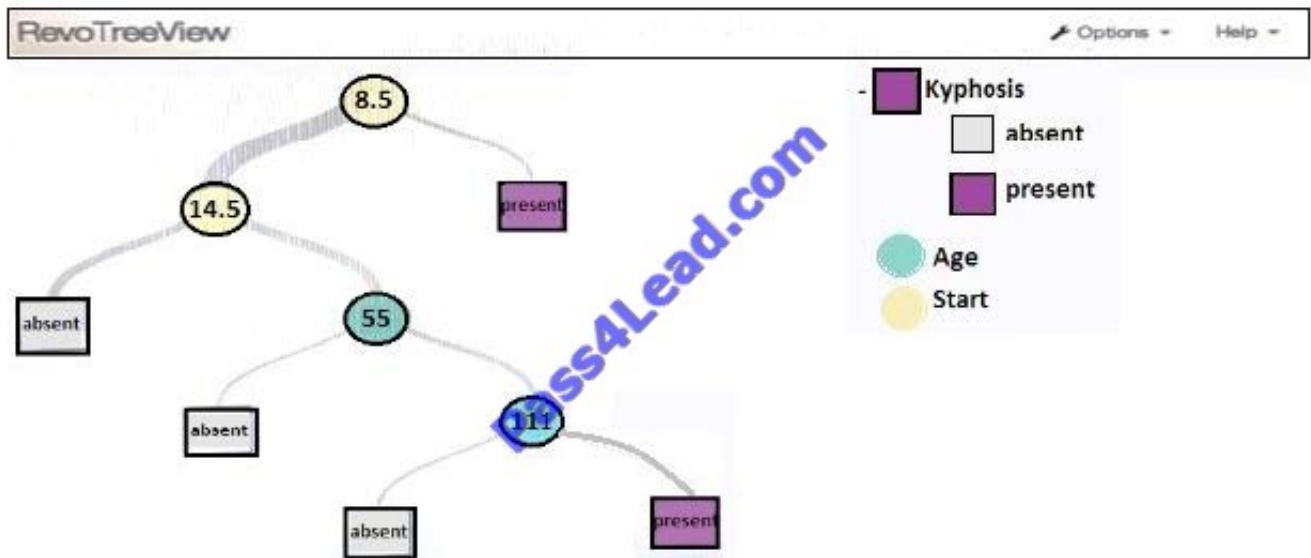 RevoTreeView
Options
Help
8.5
Kyphosis
absent
present
14.5
present
Age
Start
absent
55
absent
111
absent
present
pass4Lead.com